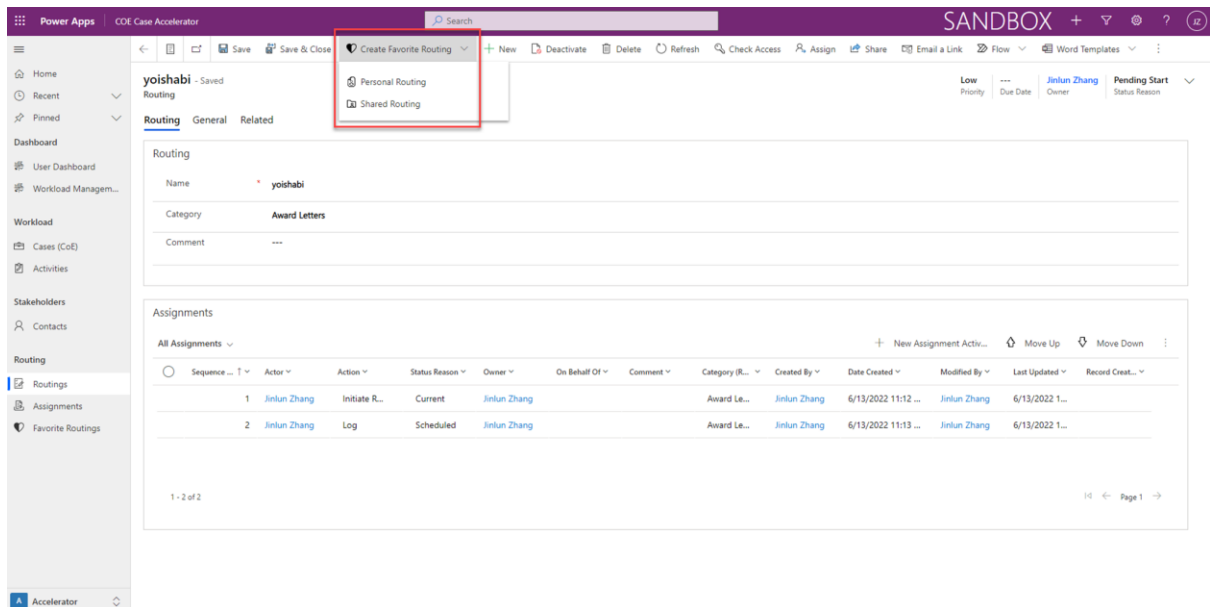 Power Apps COE Case Accelerator Search SANDBOX + ? JZ
Save Save & Close Create Favorite Routing New Deactivate Delete Refresh Check Access Assign Share Email a Link Flow Word Templates
Home
Recent
Pinned
Dashboard
User Dashboard
Workload Managem...
Workload
Cases (CoE)
Activities
Stakeholders
Contacts
Routing
Routings
Assignments
Favorite Routings
A Accelerator
Personal Routing
Shared Routing
yoishabi - Saved
Routing
Low --- Jinlun Zhang Pending Start
Priority Due Date Owner Status Reason
Routing General Related
Routing
Name * yoishabi
Category Award Letters
Comment ---
Assignments
All Assignments New Assignment Activ... Move Up Move Down
Sequence ... ↑ Actor Action Status Reason Owner On Behalf Of Comment Category (R... Created By Date Created Modified By Last Updated Record Creat...
1 Jinlun Zhang Initiate R... Current Jinlun Zhang Award Le... Jinlun Zhang 6/13/2022 11:12 ... Jinlun Zhang 6/13/2022 1...
2 Jinlun Zhang Log Scheduled Jinlun Zhang Award Le... Jinlun Zhang 6/13/2022 11:13 ... Jinlun Zhang 6/13/2022 1...
1 - 2 of 2 Page 1